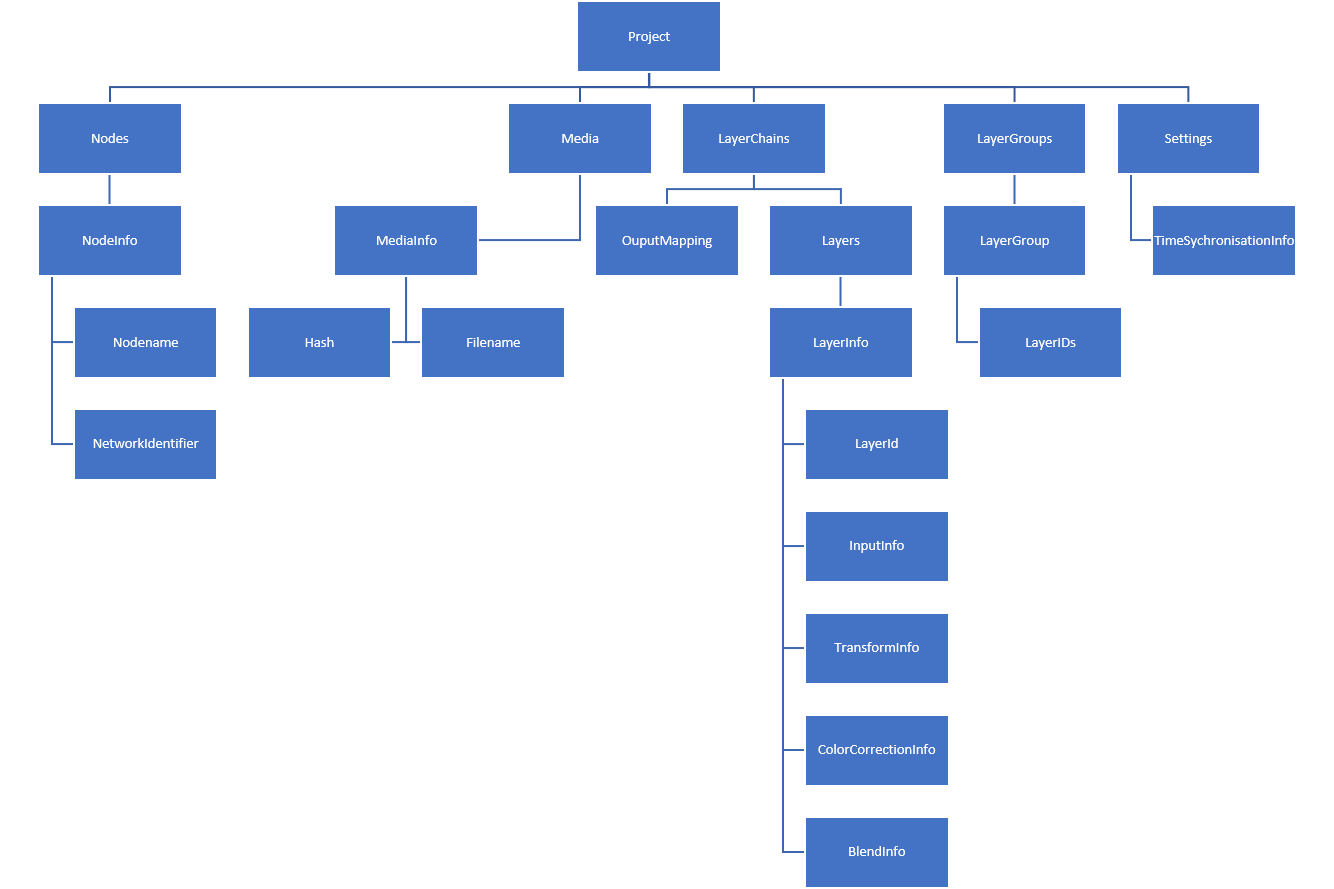 Project
Nodes
Media
LayerChains
LayerGroups
Settings
NodeInfo
MediaInfo
OuputMapping
Layers
LayerGroup
TimeSychronisationInfo
Nodename
Hash
Filename
LayerInfo
LayerIDs
NetworkIdentifier
LayerId
InputInfo
TransformInfo
ColorCorrectionInfo
BlendInfo